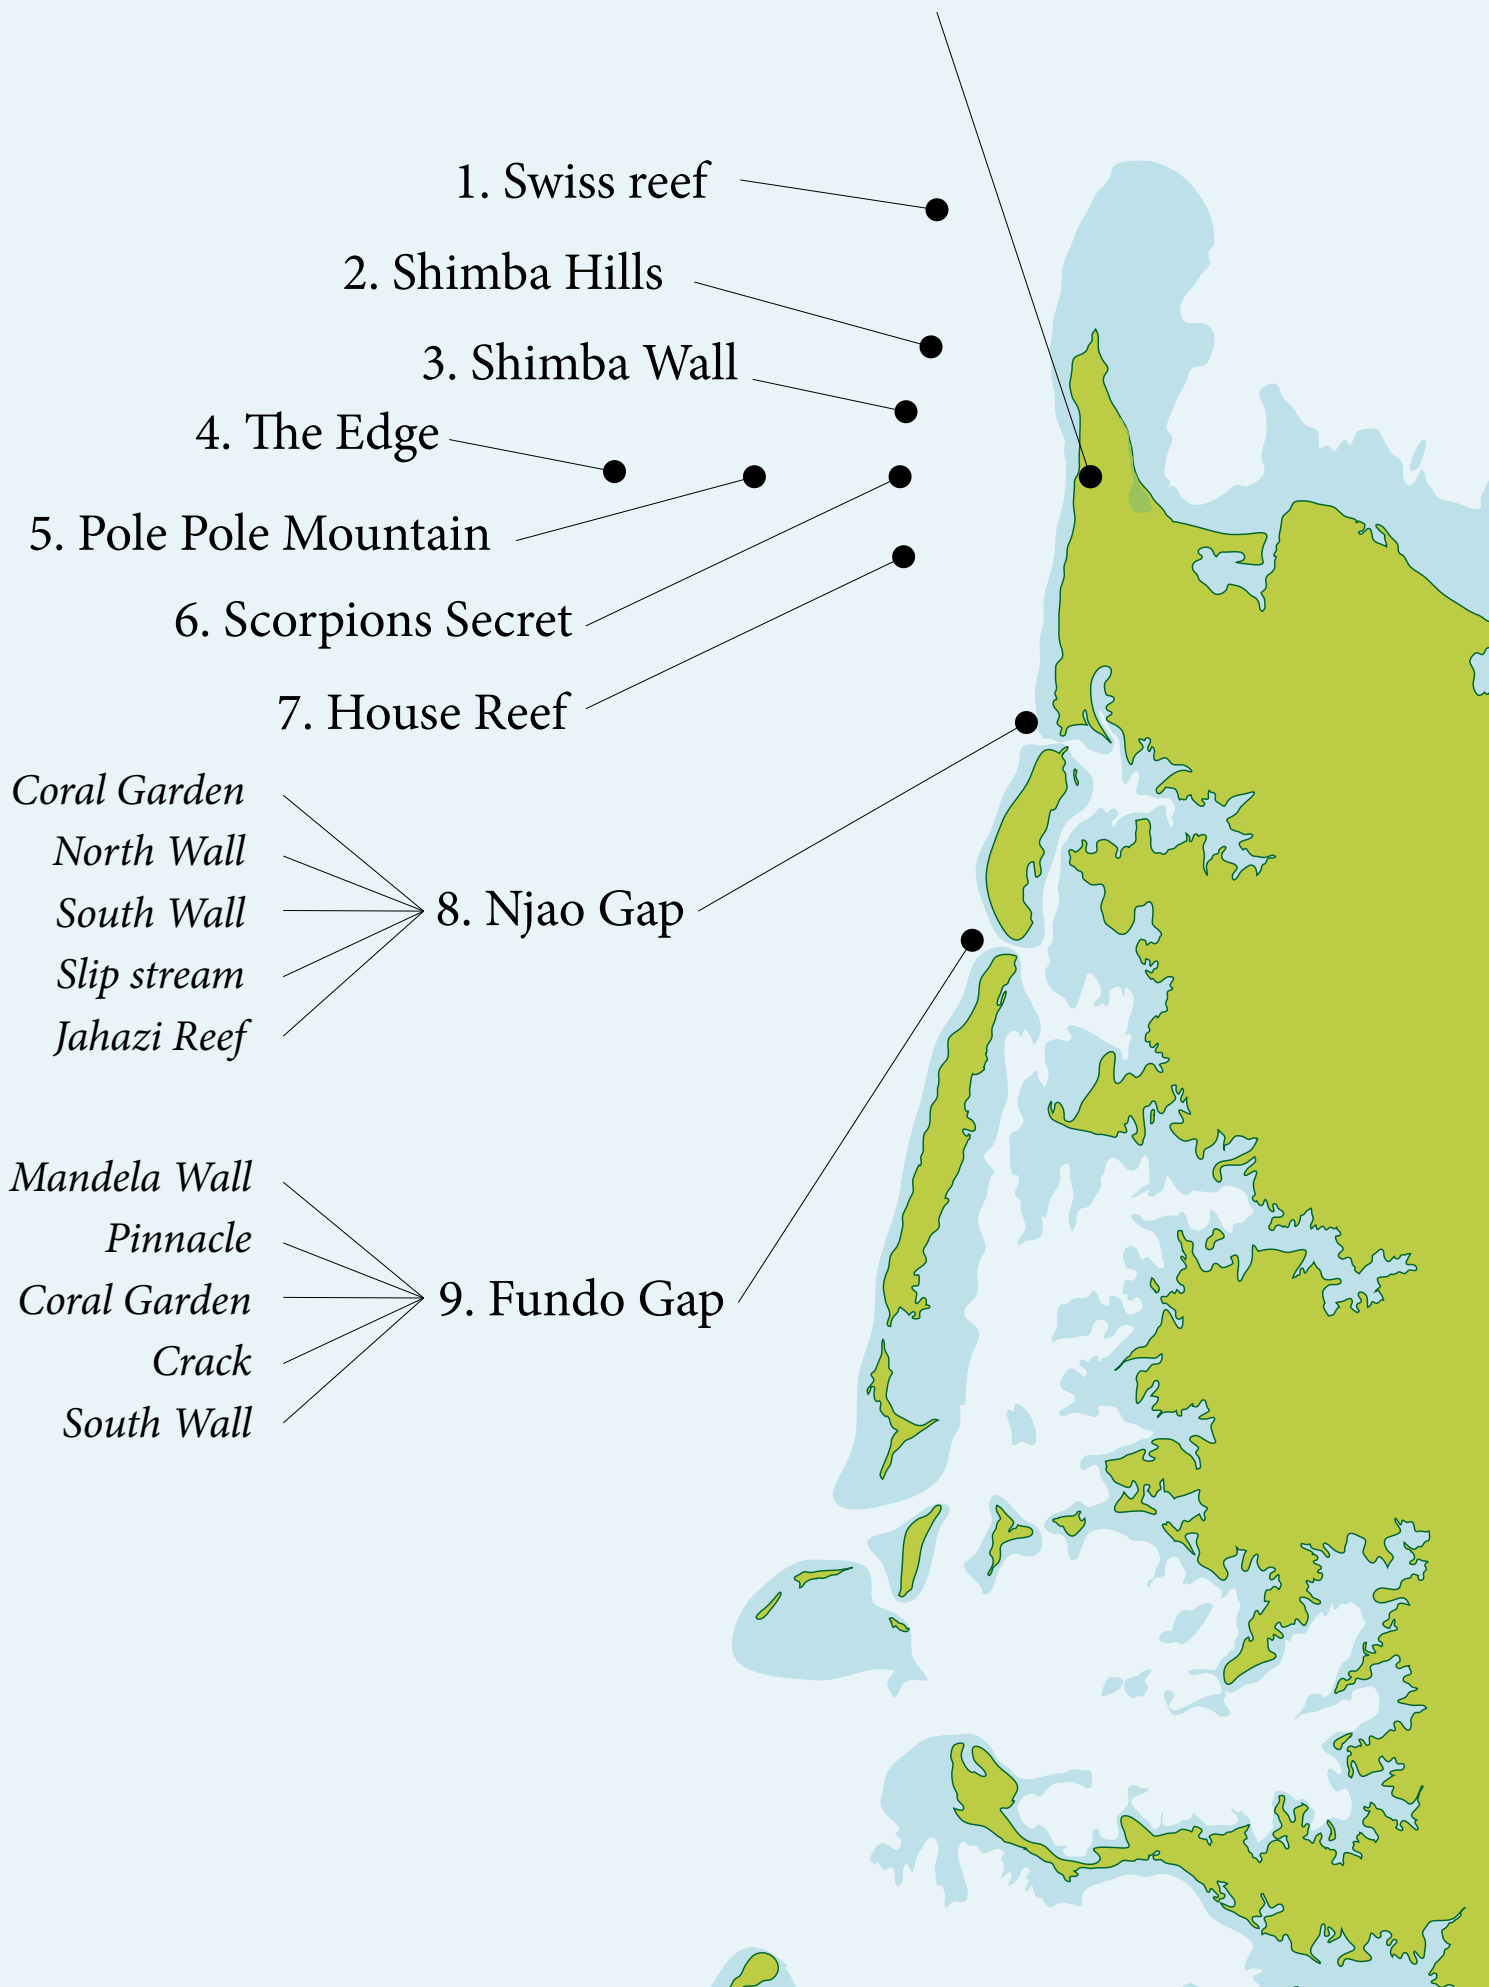 1. Swiss reef
2. Shimba Hills
3. Shimba Wall
4. The Edge
5. Pole Pole Mountain
6. Scorpions Secret
7. House Reef
Coral Garden
North Wall
South Wall
8. Njao Gap
Slip stream
Jahazi Reef
Mandela Wall
Pinnacle
Coral Garden
9. Fundo Gap
Crack
South Wall